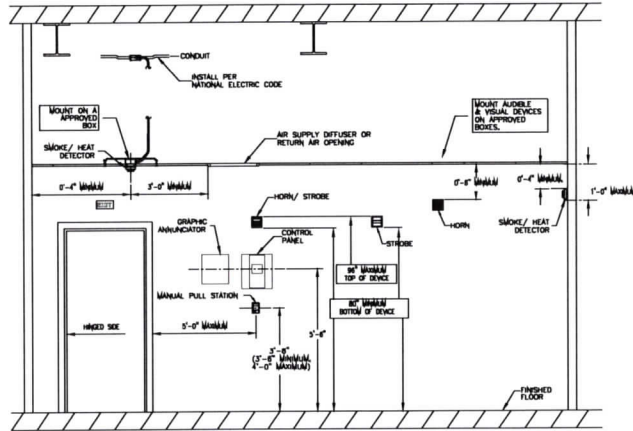 CONDUIT
INSTALL PER
NATIONAL ELECTRIC CODE
MOUNT ON A
APPROVED
BOX
MOUNT AUDIBLE
& VISUAL DEVICES
ON APPROVED
BOXES.
SMOKE/ HEAT
DETECTOR
AIR SUPPLY DIFFUSER OR
RETURN AIR OPENING
0'-4" MINIMUM
3'-0" MINIMUM
0'-6" MINIMUM
0'-4" MINIMUM
1'-0" MAXIMUM
EXIT
HORN/ STROBE
HORN
SMOKE/ HEAT
DETECTOR
GRAPHIC
ANNUNCIATOR
CONTROL
PANEL
STROBE
96" MAXIMUM
TOP OF DEVICE
MANUAL PULL STATION
80" MINIMUM
BOTTOM OF DEVICE
HINGED SIDE
5'-0" MAXIMUM
5'-6"
3'-6"
(3'-6" MINIMUM,
4'-0" MAXIMUM)
FINISHED
FLOOR